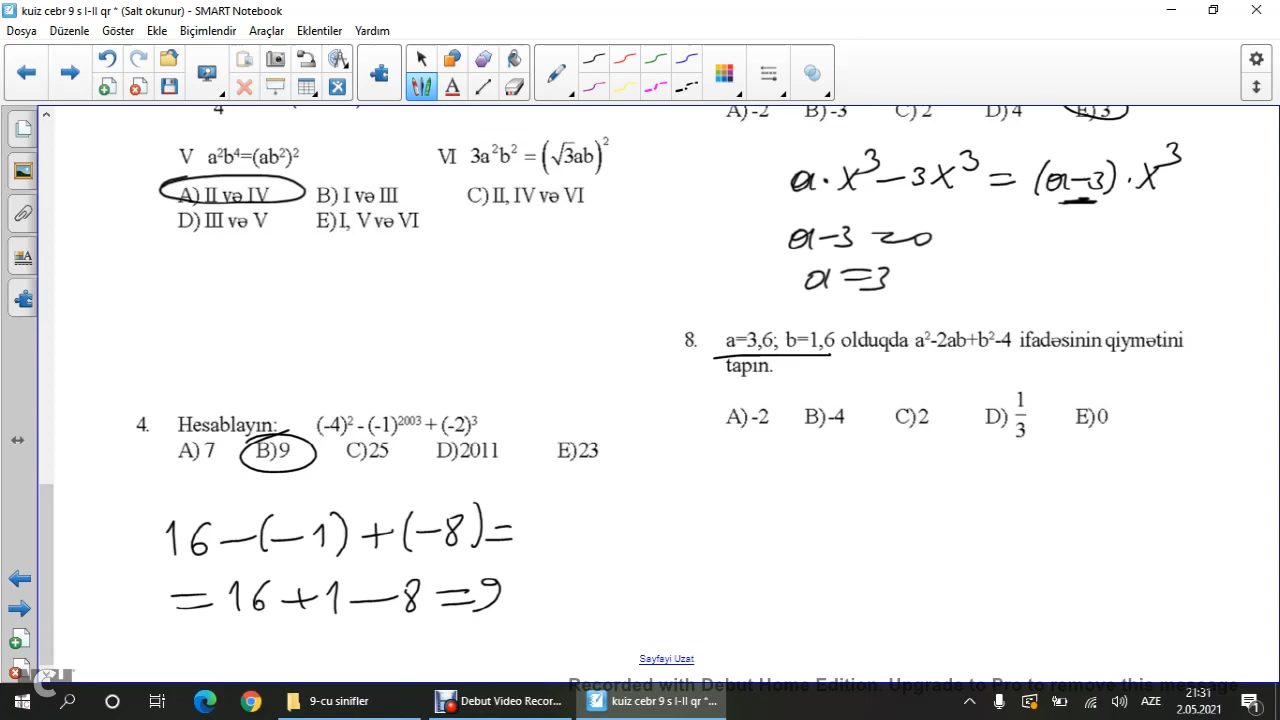 kuiz cebr 9 s I-II qr * (Salt okunur) - SMART Notebook
Dosya Düzenle Göster Ekle Biçimlendir Araçlar Eklentiler Yardım
4
V a²b⁴=(ab²)² VI 3a²b² = (√3ab)²
A) II və IV B) I və III C) II, IV və VI
D) III və V E) I, V və VI
4. Hesablayın: (-4)² - (-1)²⁰⁰³ + (-2)³
A) 7 B)9 C)25 D)2011 E)23
16 - (-1) + (-8) =
= 16 + 1 - 8 = 9
A) -2 B) -3 C) 2 D) 4 E) 3
a · x³ - 3x³ = (a-3) · x³
a - 3 = 0
a = 3
8. a=3,6; b=1,6 olduqda a²-2ab+b²-4 ifadəsinin qiymətini
tapın.
A) -2 B)-4 C)2 D) 1/3 E)0
Sayfayi Uzat
Recorded with Debut Home Edition. Upgrade to Pro to remove this message
9-cu sinifler Debut Video Recor... kuiz cebr 9 s I-II qr *... AZE 21:31
2.05.2021 1